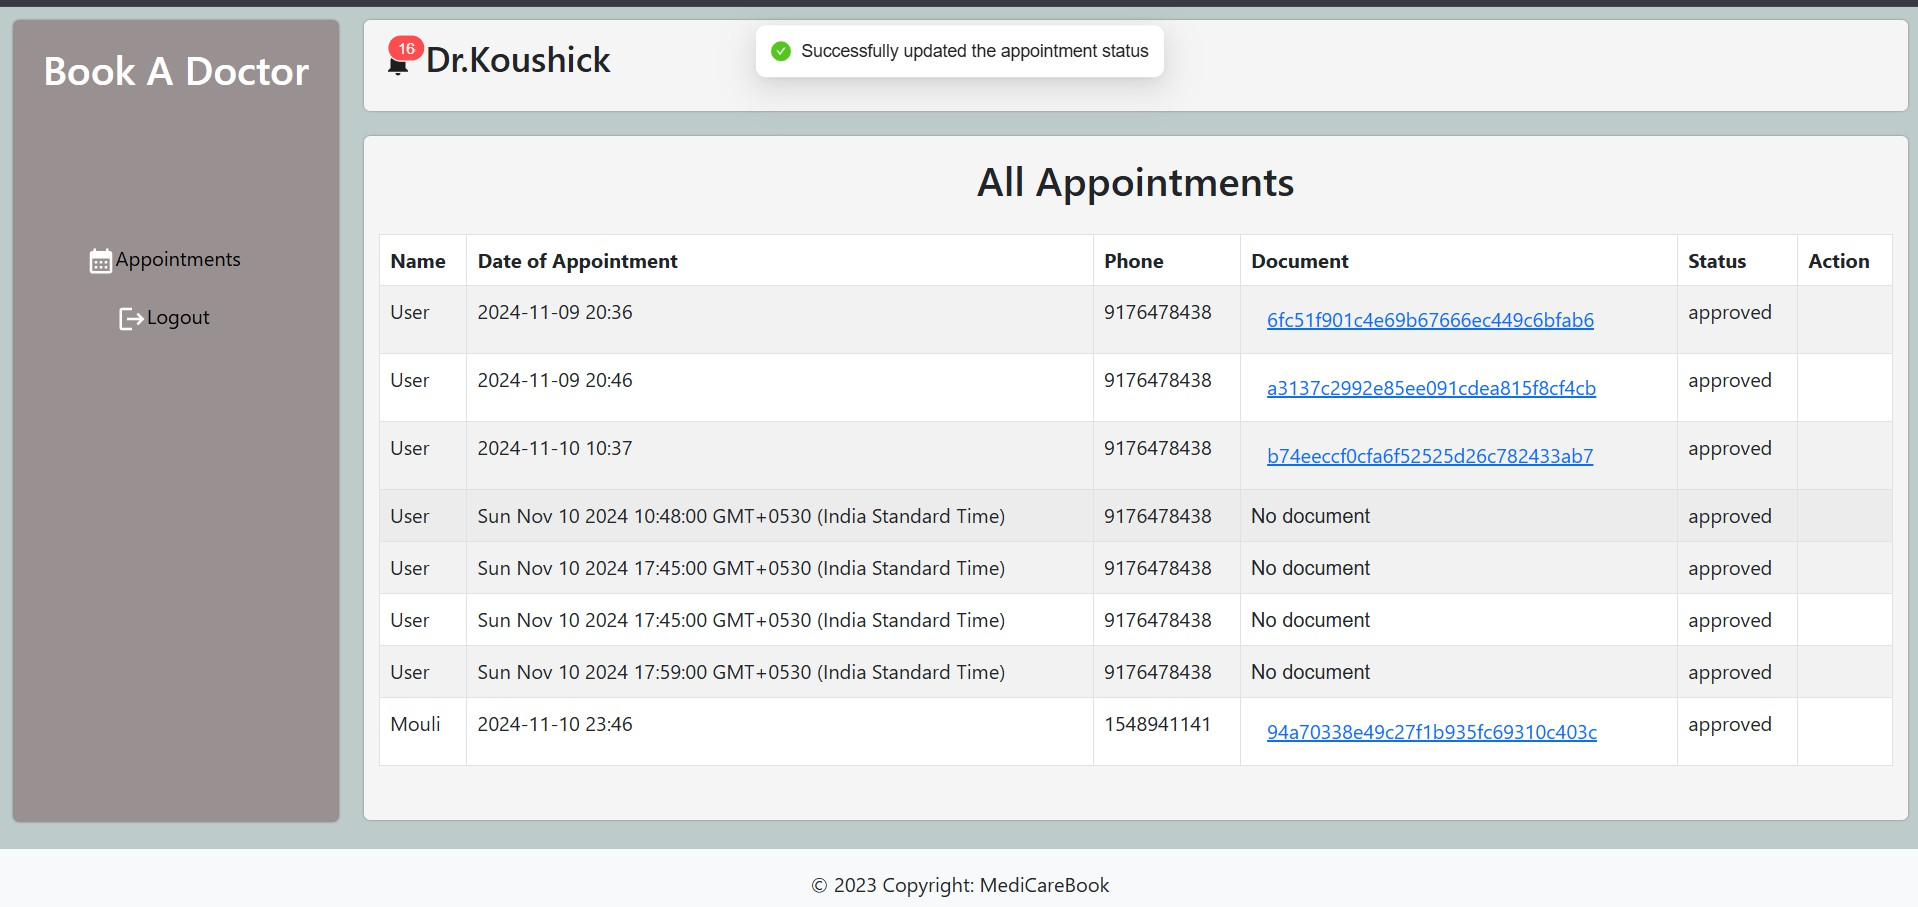 Book A Doctor
Appointments
Logout
16
Dr.Koushick
Successfully updated the appointment status
All Appointments
Name Date of Appointment Phone Document Status Action
User 2024-11-09 20:36 9176478438 6fc51f901c4e69b67666ec449c6bfab6 approved
User 2024-11-09 20:46 9176478438 a3137c2992e85ee091cdea815f8cf4cb approved
User 2024-11-10 10:37 9176478438 b74eeccf0cfa6f52525d26c782433ab7 approved
User Sun Nov 10 2024 10:48:00 GMT+0530 (India Standard Time) 9176478438 No document approved
User Sun Nov 10 2024 17:45:00 GMT+0530 (India Standard Time) 9176478438 No document approved
User Sun Nov 10 2024 17:45:00 GMT+0530 (India Standard Time) 9176478438 No document approved
User Sun Nov 10 2024 17:59:00 GMT+0530 (India Standard Time) 9176478438 No document approved
Mouli 2024-11-10 23:46 1548941141 94a70338e49c27f1b935fc69310c403c approved
© 2023 Copyright: MediCareBook